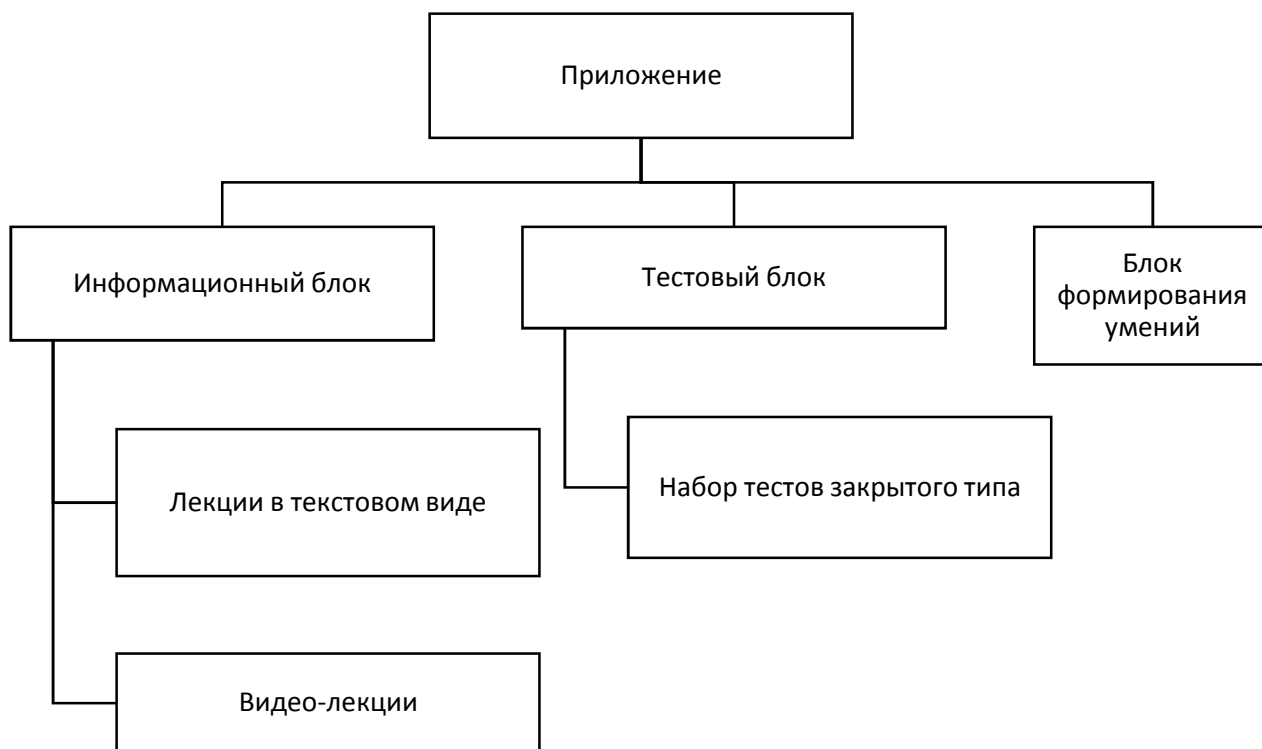 Приложение
Информационный блок
Тестовый блок
Блок
формирования
умений
Лекции в текстовом виде
Набор тестов закрытого типа
Видео-лекции